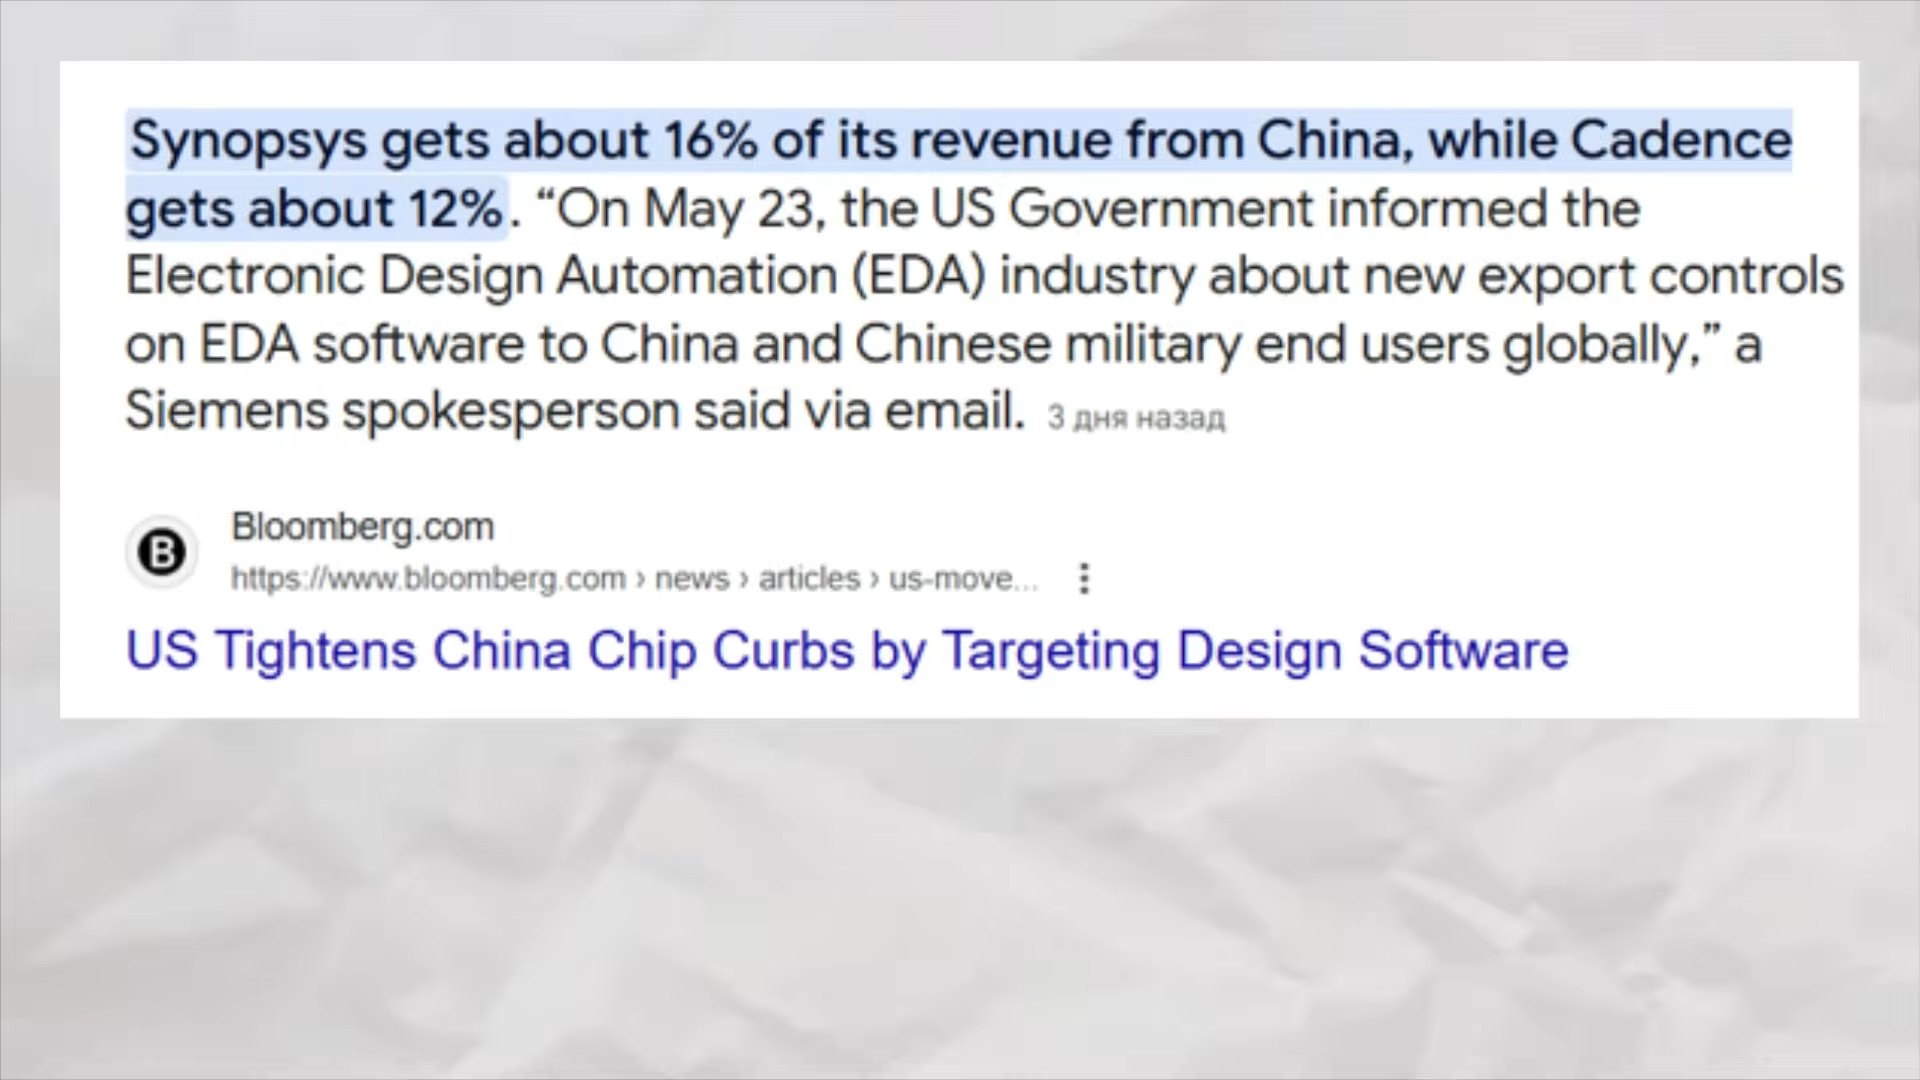 Synopsys gets about 16% of its revenue from China, while Cadence
gets about 12%. “On May 23, the US Government informed the
Electronic Design Automation (EDA) industry about new export controls
on EDA software to China and Chinese military end users globally,” a
Siemens spokesperson said via email. 3 дня назад
B
Bloomberg.com
https://www.bloomberg.com › news › articles › us-move...
US Tightens China Chip Curbs by Targeting Design Software